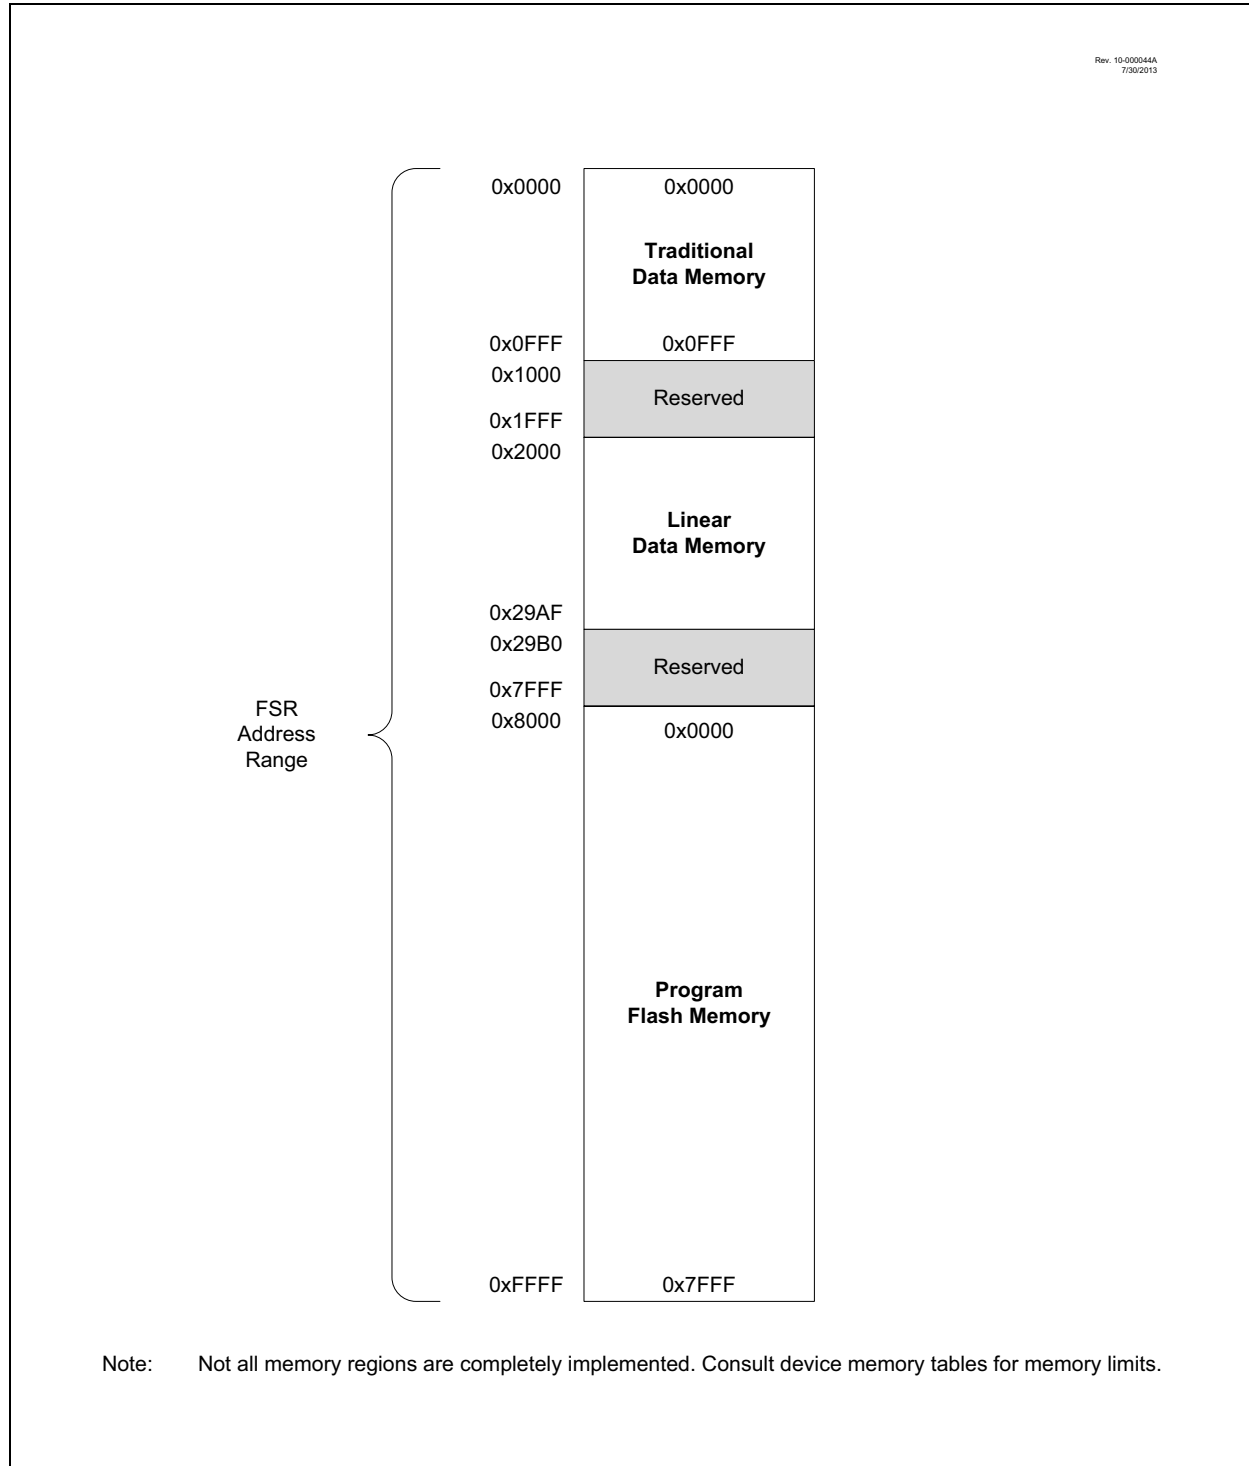 Rev. 10-000044A
7/30/2013
0x0000 0x0000
Traditional
Data Memory
0x0FFF 0x0FFF
0x1000
Reserved
0x1FFF
0x2000
Linear
Data Memory
0x29AF
0x29B0
Reserved
0x7FFF
0x8000 0x0000
FSR
Address
Range
Program
Flash Memory
0xFFFF 0x7FFF
Note: Not all memory regions are completely implemented. Consult device memory tables for memory limits.